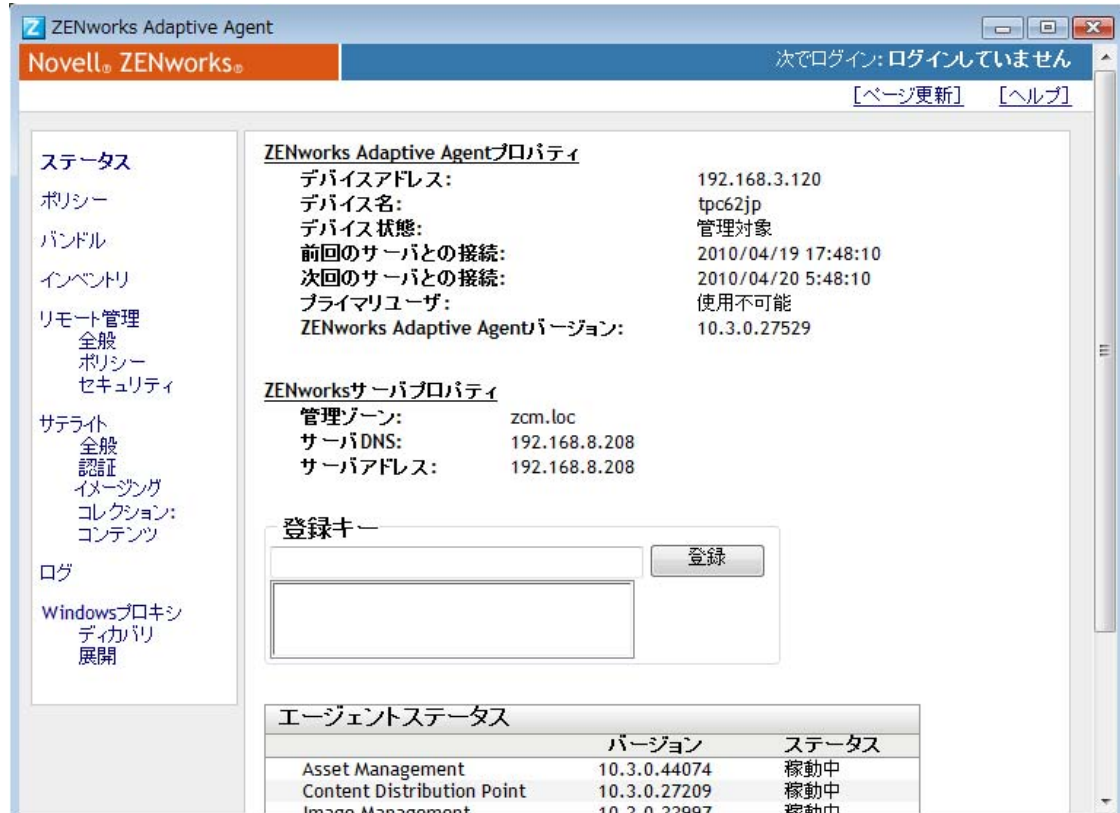 ZENworks Adaptive Agent
Novell® ZENworks®
次でログイン: ログインしていません
[ページ更新] [ヘルプ]
ステータス
ポリシー
バンドル
インベントリ
リモート管理
全般
ポリシー
セキュリティ
サテライト
全般
認証
イメージング
コレクション:
コンテンツ
ログ
Windowsプロキシ
ディカバリ
展開
ZENworks Adaptive Agentプロパティ
デバイスアドレス: 192.168.3.120
デバイス名: tpc62jp
デバイス状態: 管理対象
前回のサーバとの接続: 2010/04/19 17:48:10
次回のサーバとの接続: 2010/04/20 5:48:10
プライマリユーザ: 使用不可能
ZENworks Adaptive Agentバージョン: 10.3.0.27529
ZENworksサーバプロパティ
管理ゾーン: zcm.loc
サーバDNS: 192.168.8.208
サーバアドレス: 192.168.8.208
登録キー
登録
エージェントステータス
バージョン ステータス
Asset Management 10.3.0.44074 稼動中
Content Distribution Point 10.3.0.27209 稼動中
Image Management 稼動中